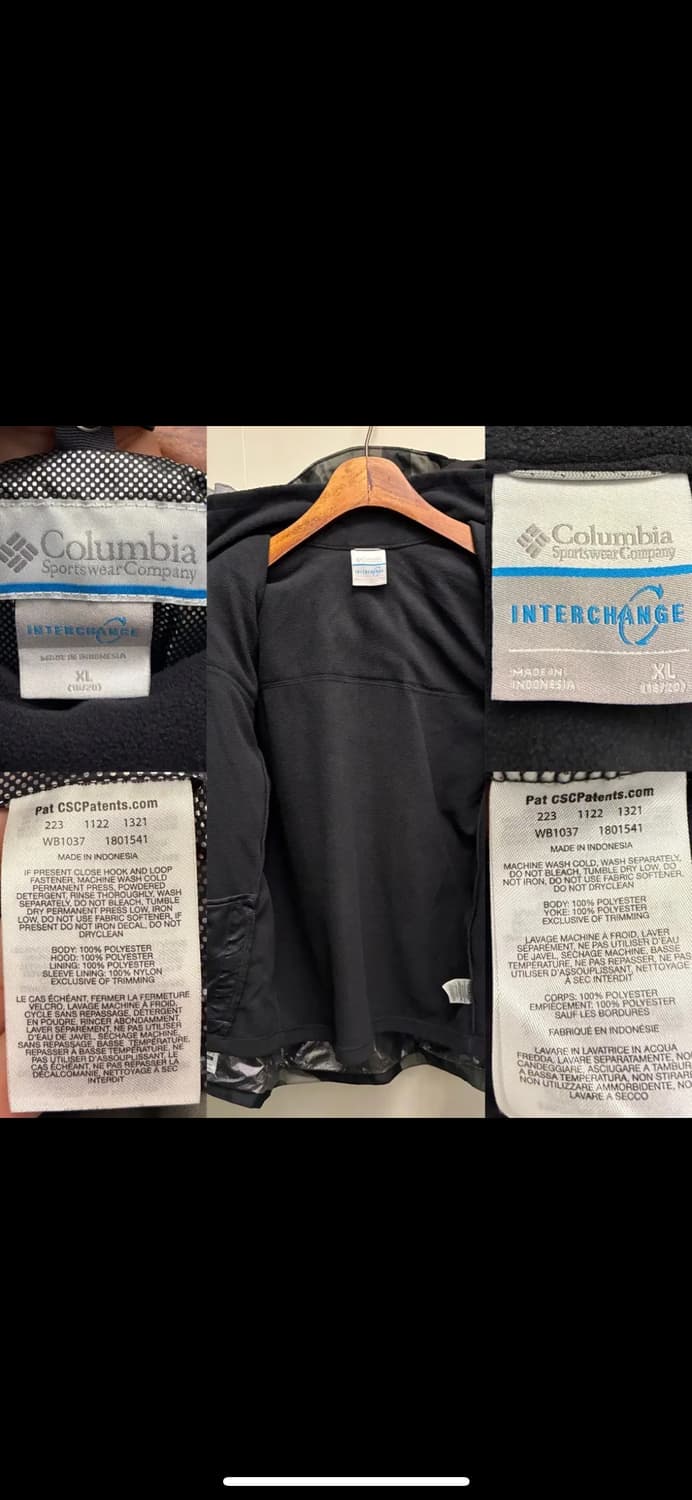 Columbia
Sportswear Company
INTERCHANGE
MADE IN INDONESIA
XL
(18/20)
Pat CSCPatents.com
223 1122 1321
WB1037 1801541
MADE IN INDONESIA
IF PRESENT CLOSE HOOK AND LOOP
FASTENER, MACHINE WASH COLD
PERMANENT PRESS, POWDERED
DETERGENT, RINSE THOROUGHLY, WASH
SEPARATELY, DO NOT BLEACH, TUMBLE
DRY PERMANENT PRESS LOW, IRON
LOW, DO NOT USE FABRIC SOFTENER, IF
PRESENT DO NOT IRON DECAL, DO NOT
DRYCLEAN
BODY: 100% POLYESTER
HOOD: 100% POLYESTER
LINING: 100% POLYESTER
SLEEVE LINING: 100% NYLON
EXCLUSIVE OF TRIMMING
LE CAS ÉCHÉANT, FERMER LA FERMETURE
VELCRO, LAVAGE MACHINE À FROID,
CYCLE SANS REPASSAGE, DÉTERGENT
EN POUDRE, RINCER ABONDAMMENT,
LAVER SÉPARÉMENT, NE PAS UTILISER
D'EAU DE JAVEL, SÉCHAGE MACHINE,
SANS REPASSAGE, BASSE TEMPÉRATURE,
REPASSER À BASSE TEMPÉRATURE, NE
PAS UTILISER D'ASSOUPLISSANT, LE
CAS ÉCHÉANT, NE PAS REPASSER LA
DÉCALCOMANIE, NETTOYAGE À SEC
INTERDIT
INTERCHANGE
Columbia
Sportswear Company
INTERCHANGE
MADE IN
INDONESIA
XL
(18/20)
Pat CSCPatents.com
223 1122 1321
WB1037 1801541
MADE IN INDONESIA
MACHINE WASH COLD, WASH SEPARATELY,
DO NOT BLEACH, TUMBLE DRY LOW, DO
NOT IRON, DO NOT USE FABRIC SOFTENER,
DO NOT DRYCLEAN
BODY: 100% POLYESTER
YOKE: 100% POLYESTER
EXCLUSIVE OF TRIMMING
LAVAGE MACHINE À FROID, LAVER
SÉPARÉMENT, NE PAS UTILISER D'EAU
DE JAVEL, SÉCHAGE MACHINE, BASSE
TEMPÉRATURE, NE PAS REPASSER, NE PAS
UTILISER D'ASSOUPLISSANT, NETTOYAGE
À SEC INTERDIT
CORPS: 100% POLYESTER
EMPIÈCEMENT: 100% POLYESTER
SAUF LES BORDURES
FABRIQUÉ EN INDONÉSIE
LAVARE IN LAVATRICE IN ACQUA
FREDDA, LAVARE SEPARATAMENTE, NO
CANDEGGIARE, ASCIUGARE A TAMBUR
A BASSA TEMPERATURA, NON STIRARE
NON UTILIZZARE AMMORBIDENTE, NO
LAVARE A SECCO